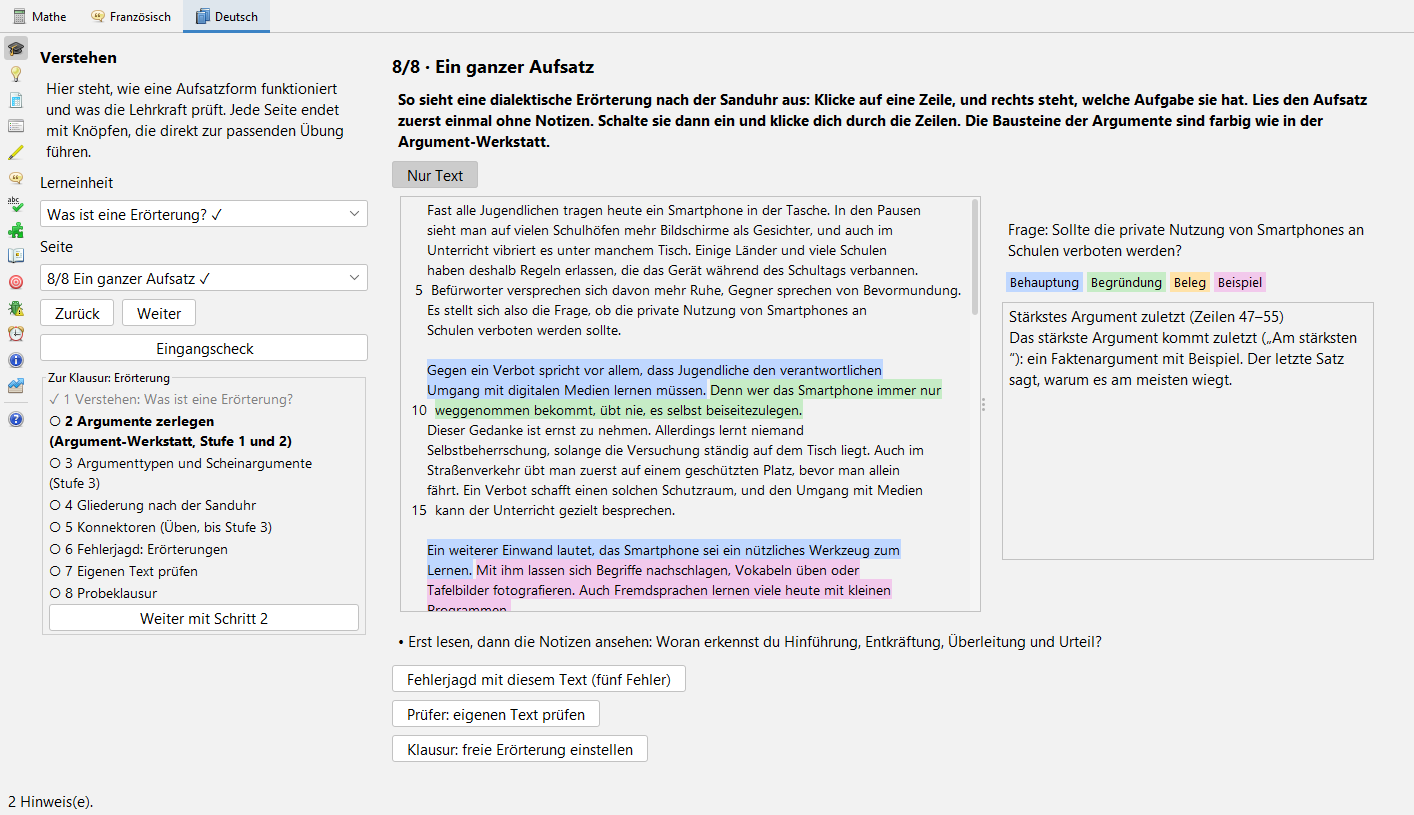 Mathe
Französisch
Deutsch
Verstehen
Hier steht, wie eine Aufsatzform funktioniert
und was die Lehrkraft prüft. Jede Seite endet
mit Knöpfen, die direkt zur passenden Übung
führen.
Lerneinheit
Was ist eine Erörterung? ✓
Seite
8/8 Ein ganzer Aufsatz ✓
Zurück
Weiter
Eingangscheck
Zur Klausur: Erörterung
✓ 1 Verstehen: Was ist eine Erörterung?
○ 2 Argumente zerlegen
(Argument-Werkstatt, Stufe 1 und 2)
○ 3 Argumenttypen und Scheinargumente
(Stufe 3)
○ 4 Gliederung nach der Sanduhr
○ 5 Konnektoren (Üben, bis Stufe 3)
○ 6 Fehlerjagd: Erörterungen
○ 7 Eigenen Text prüfen
○ 8 Probeklausur
Weiter mit Schritt 2
8/8 · Ein ganzer Aufsatz
So sieht eine dialektische Erörterung nach der Sanduhr aus: Klicke auf eine Zeile, und rechts steht, welche Aufgabe sie hat. Lies den Aufsatz
zuerst einmal ohne Notizen. Schalte sie dann ein und klicke dich durch die Zeilen. Die Bausteine der Argumente sind farbig wie in der
Argument-Werkstatt.
Nur Text
Fast alle Jugendlichen tragen heute ein Smartphone in der Tasche. In den Pausen
sieht man auf vielen Schulhöfen mehr Bildschirme als Gesichter, und auch im
Unterricht vibriert es unter manchem Tisch. Einige Länder und viele Schulen
haben deshalb Regeln erlassen, die das Gerät während des Schultags verbannen.
5 Befürworter versprechen sich davon mehr Ruhe, Gegner sprechen von Bevormundung.
Es stellt sich also die Frage, ob die private Nutzung von Smartphones an
Schulen verboten werden sollte.
Gegen ein Verbot spricht vor allem, dass Jugendliche den verantwortlichen
Umgang mit digitalen Medien lernen müssen. Denn wer das Smartphone immer nur
10 weggenommen bekommt, übt nie, es selbst beiseitezulegen.
Dieser Gedanke ist ernst zu nehmen. Allerdings lernt niemand
Selbstbeherrschung, solange die Versuchung ständig auf dem Tisch liegt. Auch im
Straßenverkehr übt man zuerst auf einem geschützten Platz, bevor man allein
fährt. Ein Verbot schafft einen solchen Schutzraum, und den Umgang mit Medien
15 kann der Unterricht gezielt besprechen.
Ein weiterer Einwand lautet, das Smartphone sei ein nützliches Werkzeug zum
Lernen. Mit ihm lassen sich Begriffe nachschlagen, Vokabeln üben oder
Tafelbilder fotografieren. Auch Fremdsprachen lernen viele heute mit kleinen
Programmen.
Frage: Sollte die private Nutzung von Smartphones an
Schulen verboten werden?
Behauptung Begründung Beleg Beispiel
Stärkstes Argument zuletzt (Zeilen 47–55)
Das stärkste Argument kommt zuletzt („Am stärksten
“): ein Faktenargument mit Beispiel. Der letzte Satz
sagt, warum es am meisten wiegt.
• Erst lesen, dann die Notizen ansehen: Woran erkennst du Hinführung, Entkräftung, Überleitung und Urteil?
Fehlerjagd mit diesem Text (fünf Fehler)
Prüfer: eigenen Text prüfen
Klausur: freie Erörterung einstellen
2 Hinweis(e).